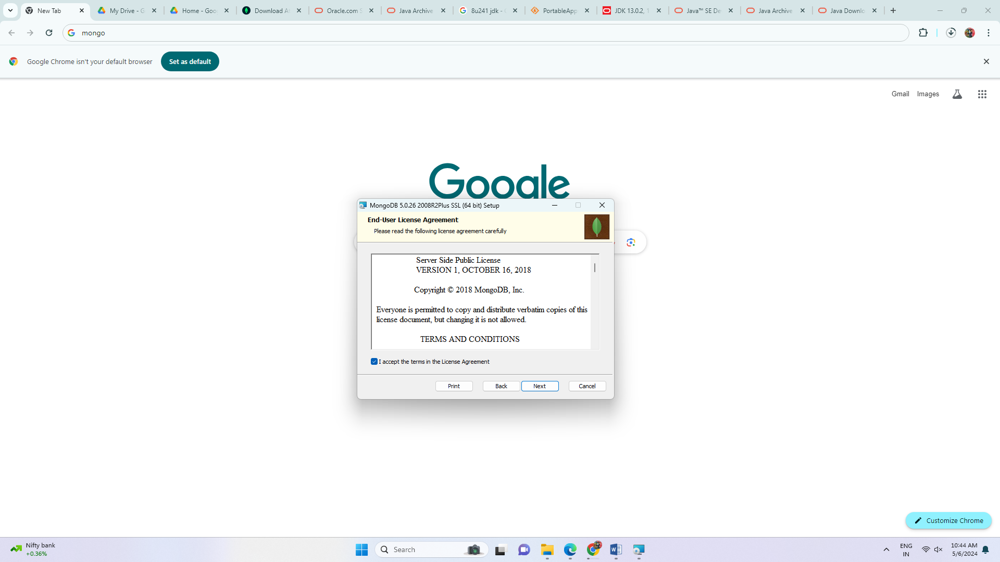 New Tab
My Drive - G
Home - Goo
Download
Oracle.com S
Java Archive
8u241 jdk -
PortableApp
JDK 13.0.2, 1
Java™ SE De
Java Archive
Java Downlo
mongo
Google Chrome isn't your default browser
Set as default
Gmail
Images
Google
MongoDB 5.0.26 2008R2Plus SSL (64 bit) Setup
End-User License Agreement
Please read the following license agreement carefully
Server Side Public License
VERSION 1, OCTOBER 16, 2018
Copyright © 2018 MongoDB, Inc.
Everyone is permitted to copy and distribute verbatim copies of this
license document, but changing it is not allowed.
TERMS AND CONDITIONS
I accept the terms in the License Agreement
Print
Back
Next
Cancel
Customize Chrome
Nifty bank
+0.36%
Search
ENG
IN
10:44 AM
5/6/2024